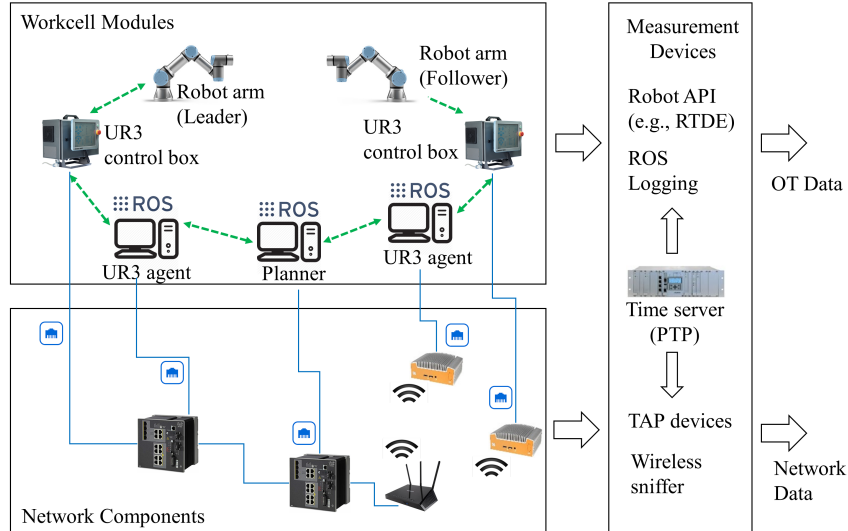 Workcell Modules
Robot arm
(Leader)
Robot arm
(Follower)
UR3
control box
UR3
control box
ROS
ROS
ROS
UR3 agent
Planner
UR3 agent
Network Components
Measurement
Devices
Robot API
(e.g., RTDE)
ROS
Logging
Time server
(PTP)
TAP devices
Wireless
sniffer
OT Data
Network
Data